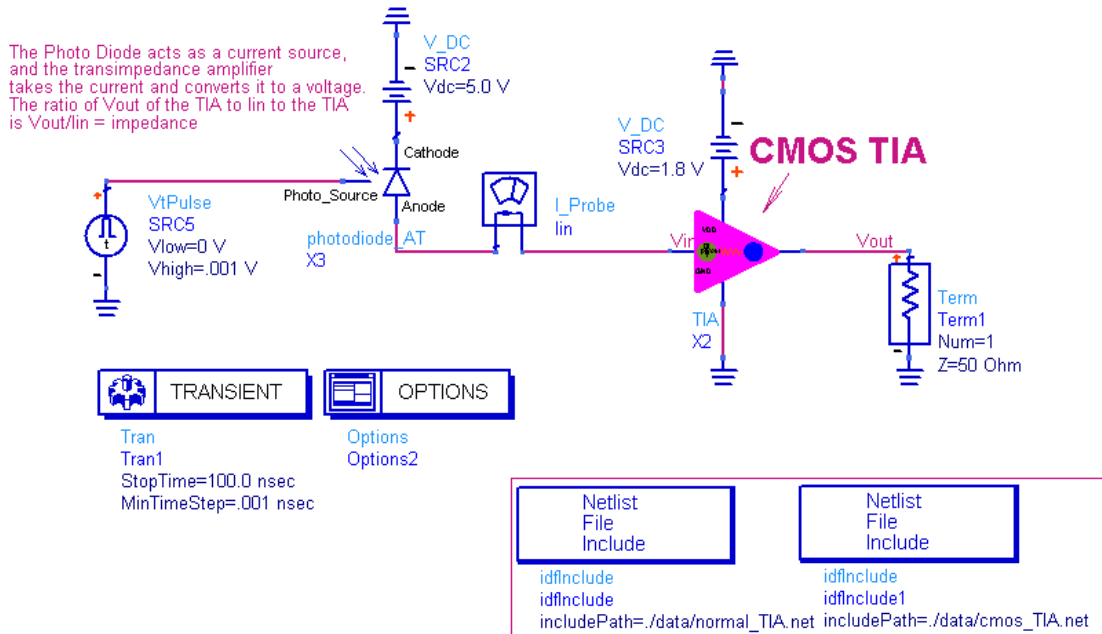 The Photo Diode acts as a current source,
and the transimpedance amplifier
takes the current and converts it to a voltage.
The ratio of Vout of the TIA to Iin to the TIA
is Vout/Iin = impedance
V_DC
SRC2
Vdc=5.0 V
Cathode
Photo_Source
Anode
photodiode_AT
X3
VtPulse
SRC5
Vlow=0 V
Vhigh=.001 V
t
I_Probe
Iin
V_DC
SRC3
Vdc=1.8 V
CMOS TIA
Vin
VDD
GND
TIA
X2
Vout
Term
Term1
Num=1
Z=50 Ohm
TRANSIENT
Tran
Tran1
StopTime=100.0 nsec
MinTimeStep=.001 nsec
OPTIONS
Options
Options2
Netlist
File
Include
idfInclude
idfInclude
includePath=./data/normal_TIA.net
Netlist
File
Include
idfInclude
idfInclude1
includePath=./data/cmos_TIA.net